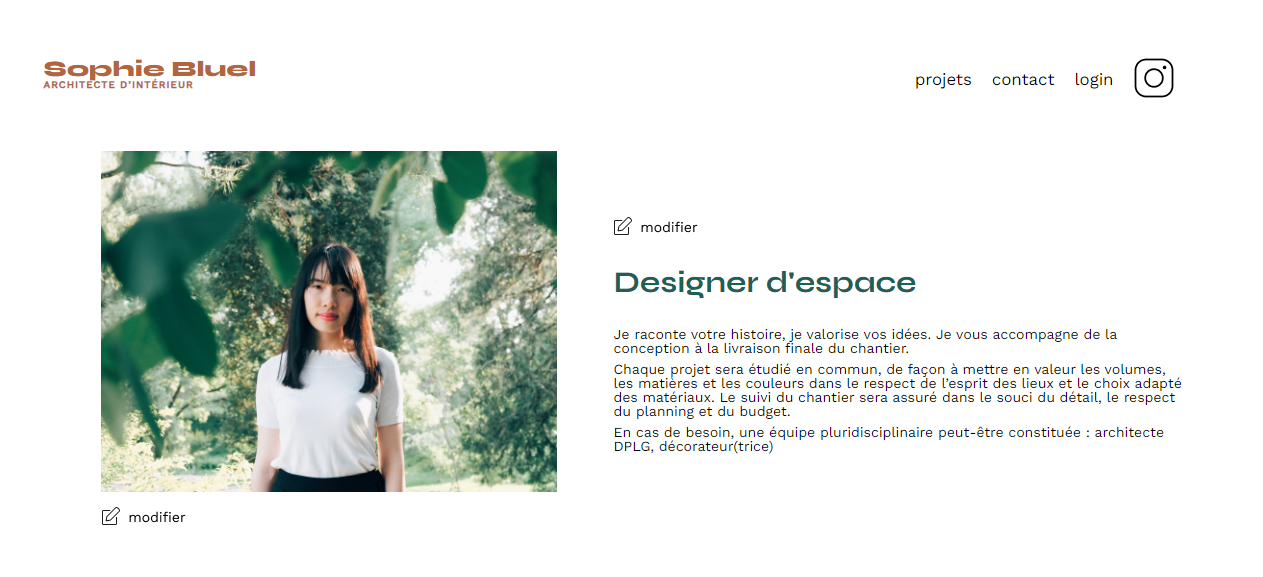 Sophie Bluel
ARCHITECTE D'INTÉRIEUR
projets contact login
modifier
Designer d'espace
Je raconte votre histoire, je valorise vos idées. Je vous accompagne de la
conception à la livraison finale du chantier.
Chaque projet sera étudié en commun, de façon à mettre en valeur les volumes,
les matières et les couleurs dans le respect de l’esprit des lieux et le choix adapté
des matériaux. Le suivi du chantier sera assuré dans le souci du détail, le respect
du planning et du budget.
En cas de besoin, une équipe pluridisciplinaire peut-être constituée : architecte
DPLG, décorateur(trice)
modifier